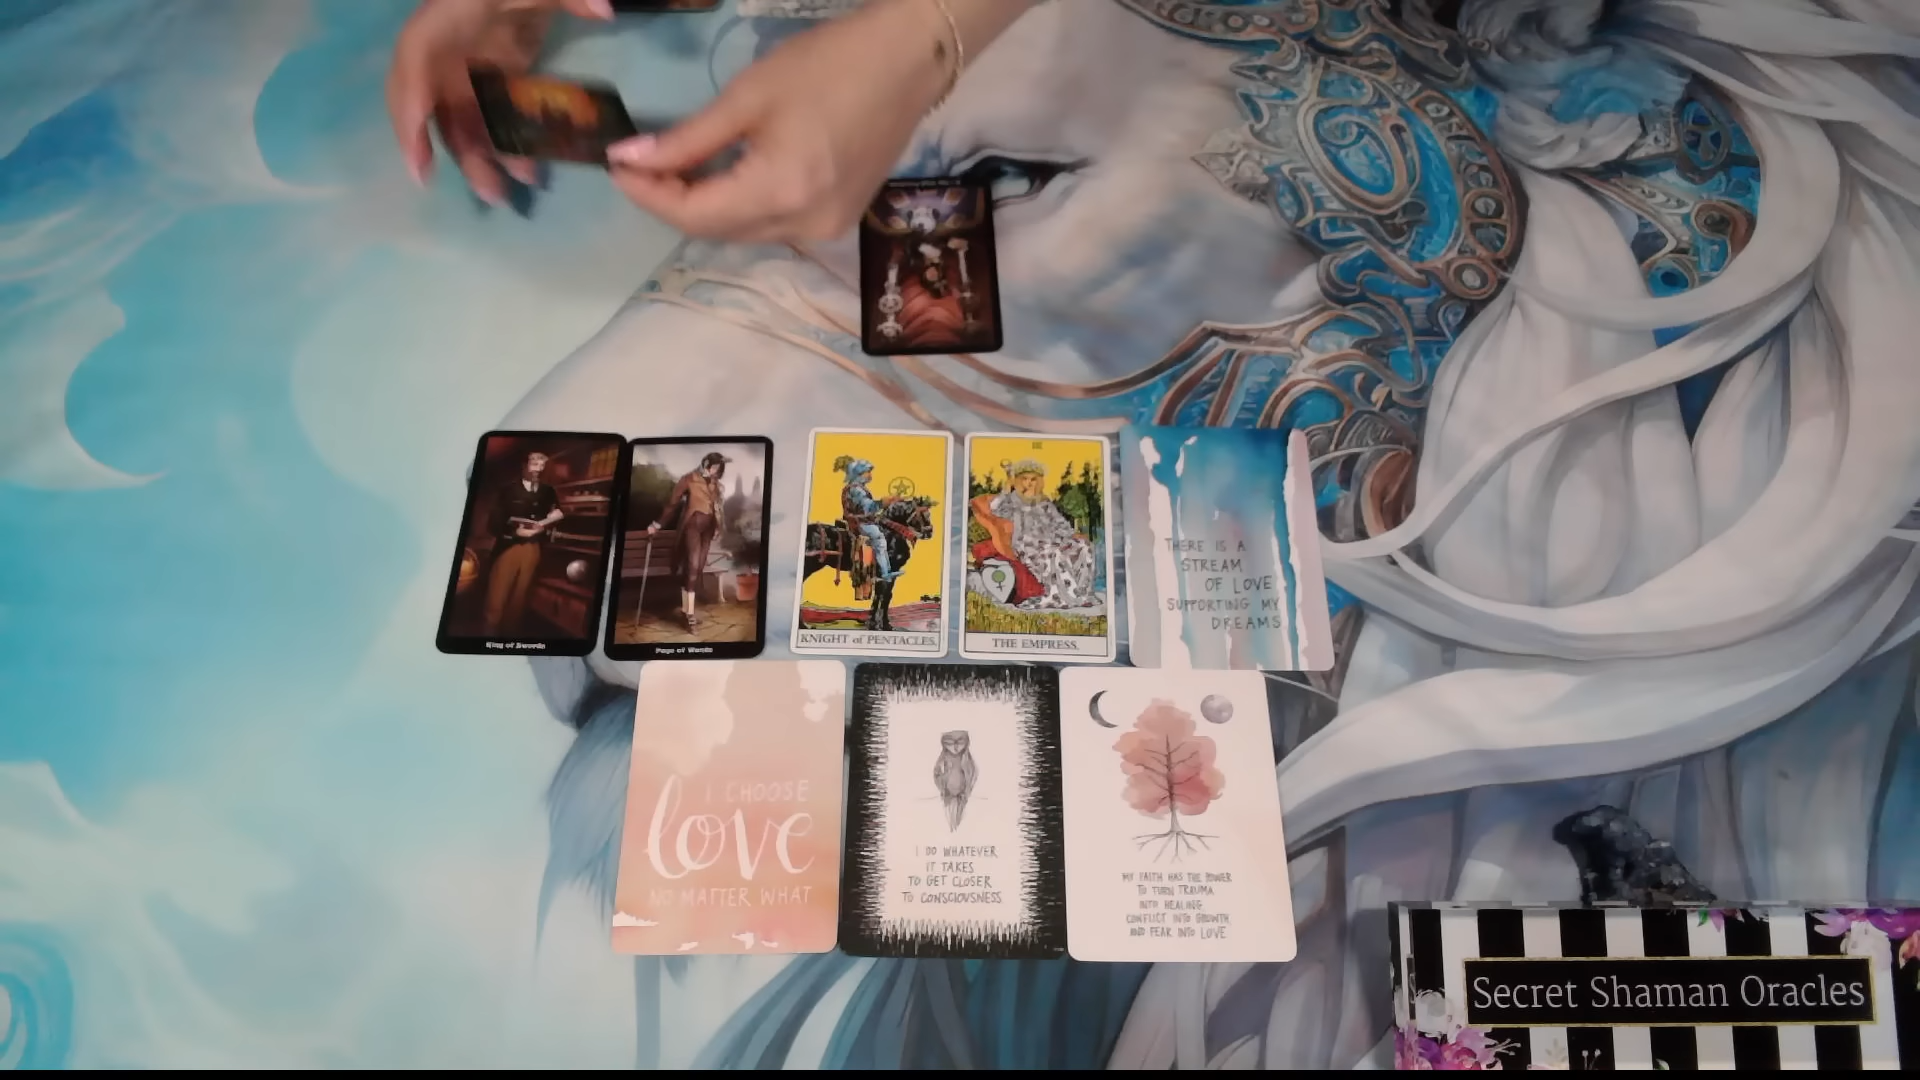 King of Swords
Page of Wands
KNIGHT of PENTACLES.
III
THE EMPRESS.
THERE IS A
STREAM
OF LOVE
SUPPORTING MY
DREAMS
I CHOOSE
love
NO MATTER WHAT
I DO WHATEVER
IT TAKES
TO GET CLOSER
TO CONSCIOUSNESS
MY FAITH HAS THE POWER
TO TURN TRAUMA
INTO HEALING
CONFLICT INTO GROWTH
AND FEAR INTO LOVE
Secret Shaman Oracles